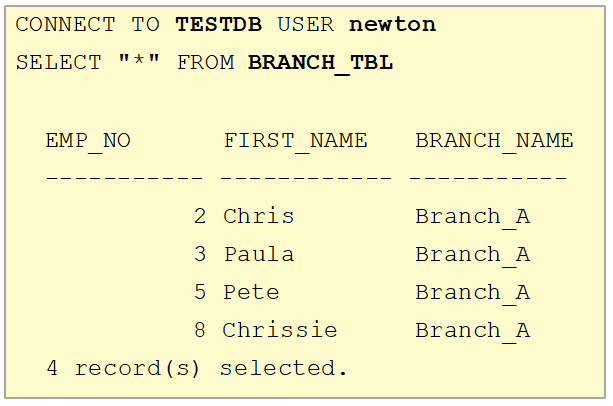 CONNECT TO TESTDB USER newton
SELECT "*" FROM BRANCH_TBL
EMP_NO FIRST_NAME BRANCH_NAME
----------- ------------ -----------
2 Chris Branch_A
3 Paula Branch_A
5 Pete Branch_A
8 Chrissie Branch_A
4 record(s) selected.